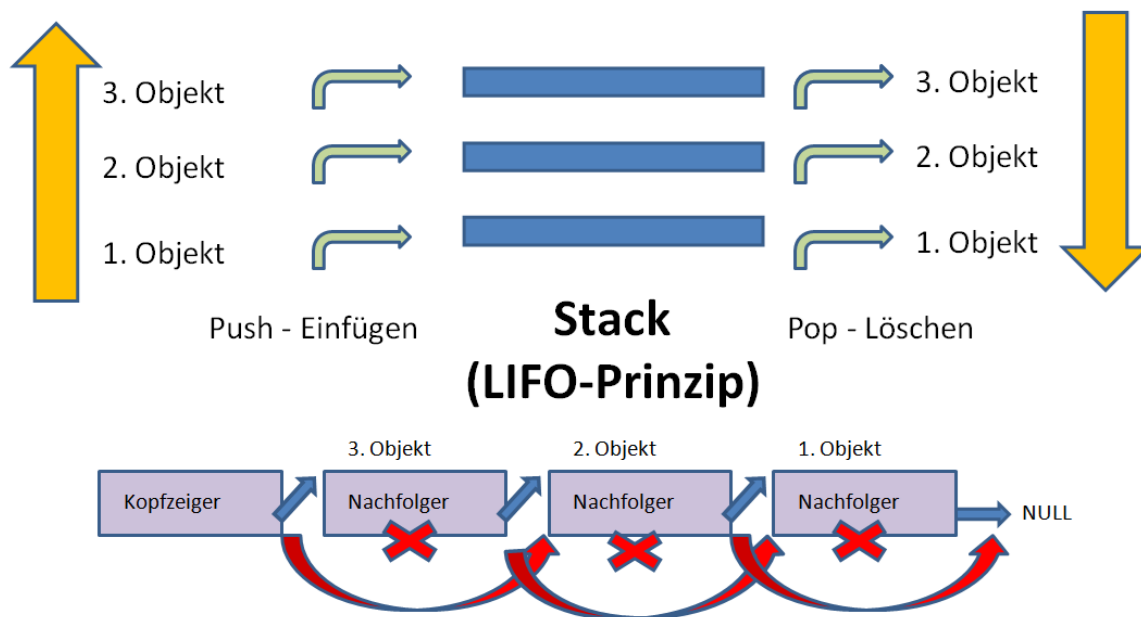 3. Objekt
3. Objekt
2. Objekt
2. Objekt
1. Objekt
1. Objekt
Push - Einfügen
Stack
(LIFO-Prinzip)
Pop - Löschen
3. Objekt
2. Objekt
1. Objekt
Kopfzeiger
Nachfolger
Nachfolger
Nachfolger
NULL